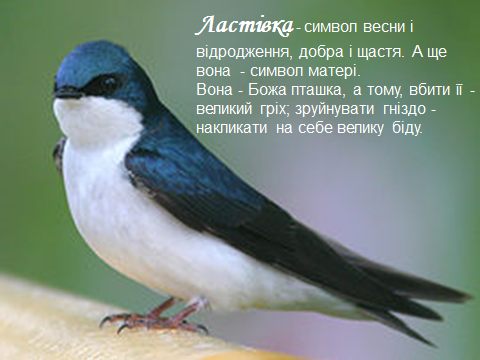 Ластівка - символ весни і
відродження, добра і щастя. А ще
вона - символ матері.
Вона - Божа пташка, а тому, вбити її -
великий гріх; зруйнувати гніздо -
накликати на себе велику біду.